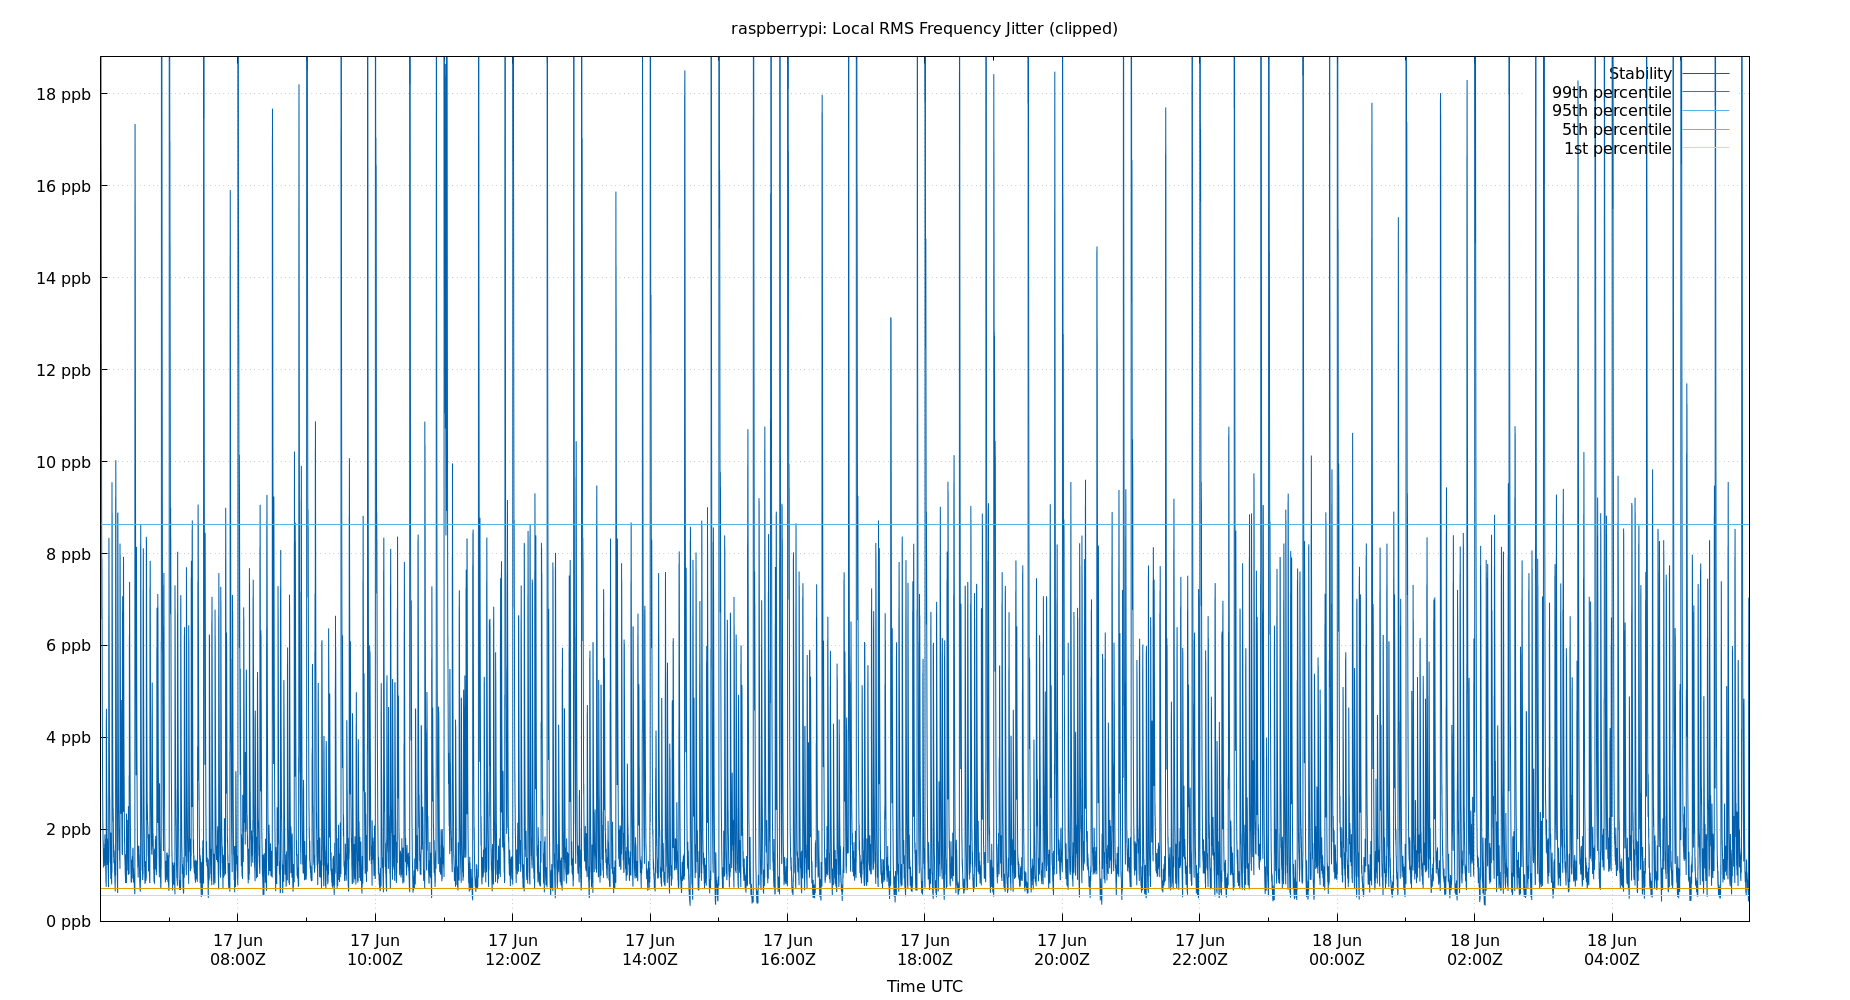 raspberrypi: Local RMS Frequency Jitter (clipped)
Stability
99th percentile
95th percentile
5th percentile
1st percentile
18 ppb
16 ppb
14 ppb
12 ppb
10 ppb
8 ppb
6 ppb
4 ppb
2 ppb
0 ppb
17 Jun 17 Jun 17 Jun 17 Jun 17 Jun 17 Jun 17 Jun 17 Jun 18 Jun 18 Jun 18 Jun
08:00Z 10:00Z 12:00Z 14:00Z 16:00Z 18:00Z 20:00Z 22:00Z 00:00Z 02:00Z 04:00Z
Time UTC